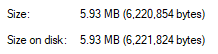 Size: 5.93 MB (6,220,854 bytes)
Size on disk: 5.93 MB (6,221,824 bytes)